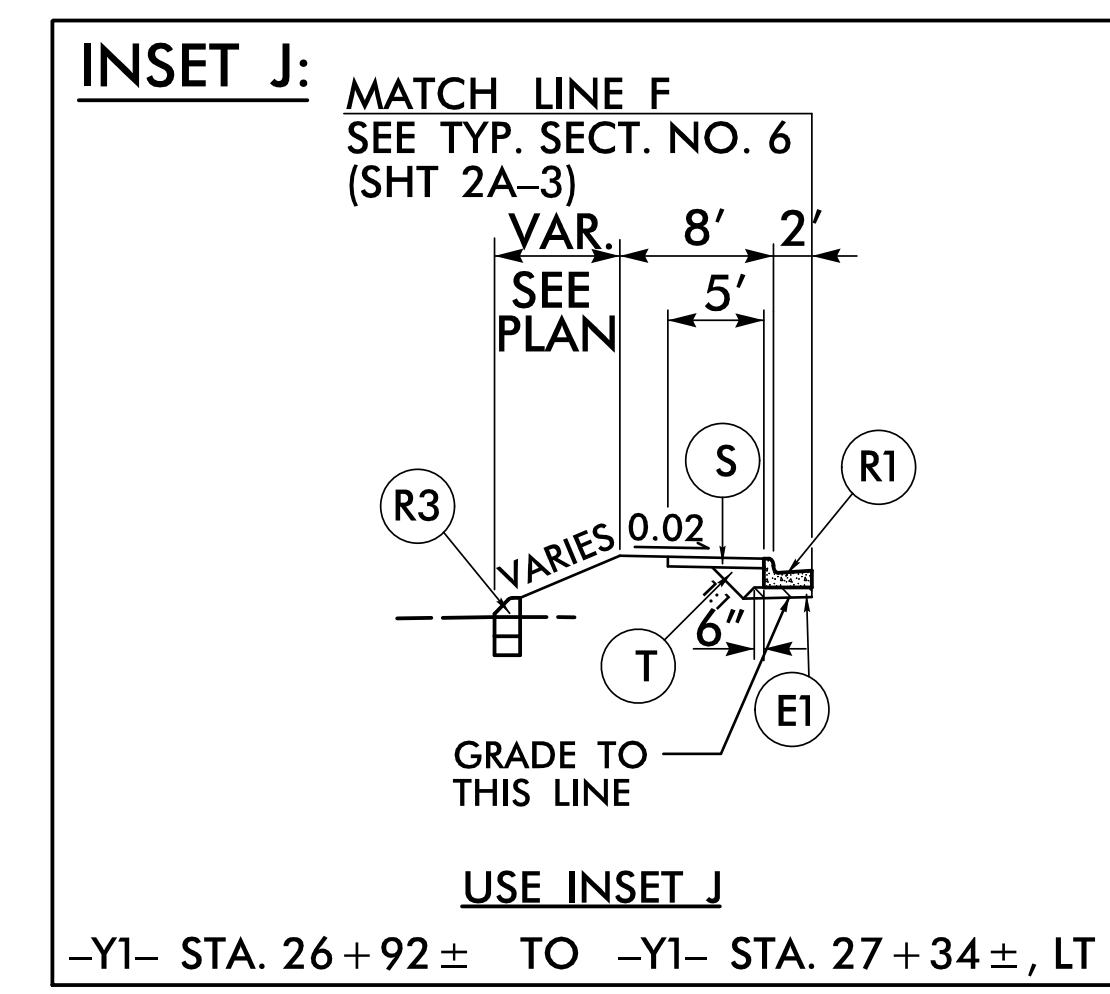 INSET J:
MATCH LINE F
SEE TYP. SECT. NO. 6
(SHT 2A–3)
VAR. 8' 2'
SEE 5'
PLAN
S
R1
R3
0.02
VARIES
1:1
6"
T
E1
GRADE TO
THIS LINE
USE INSET J
–Y1– STA. 26+92± TO –Y1– STA. 27+34±, LT